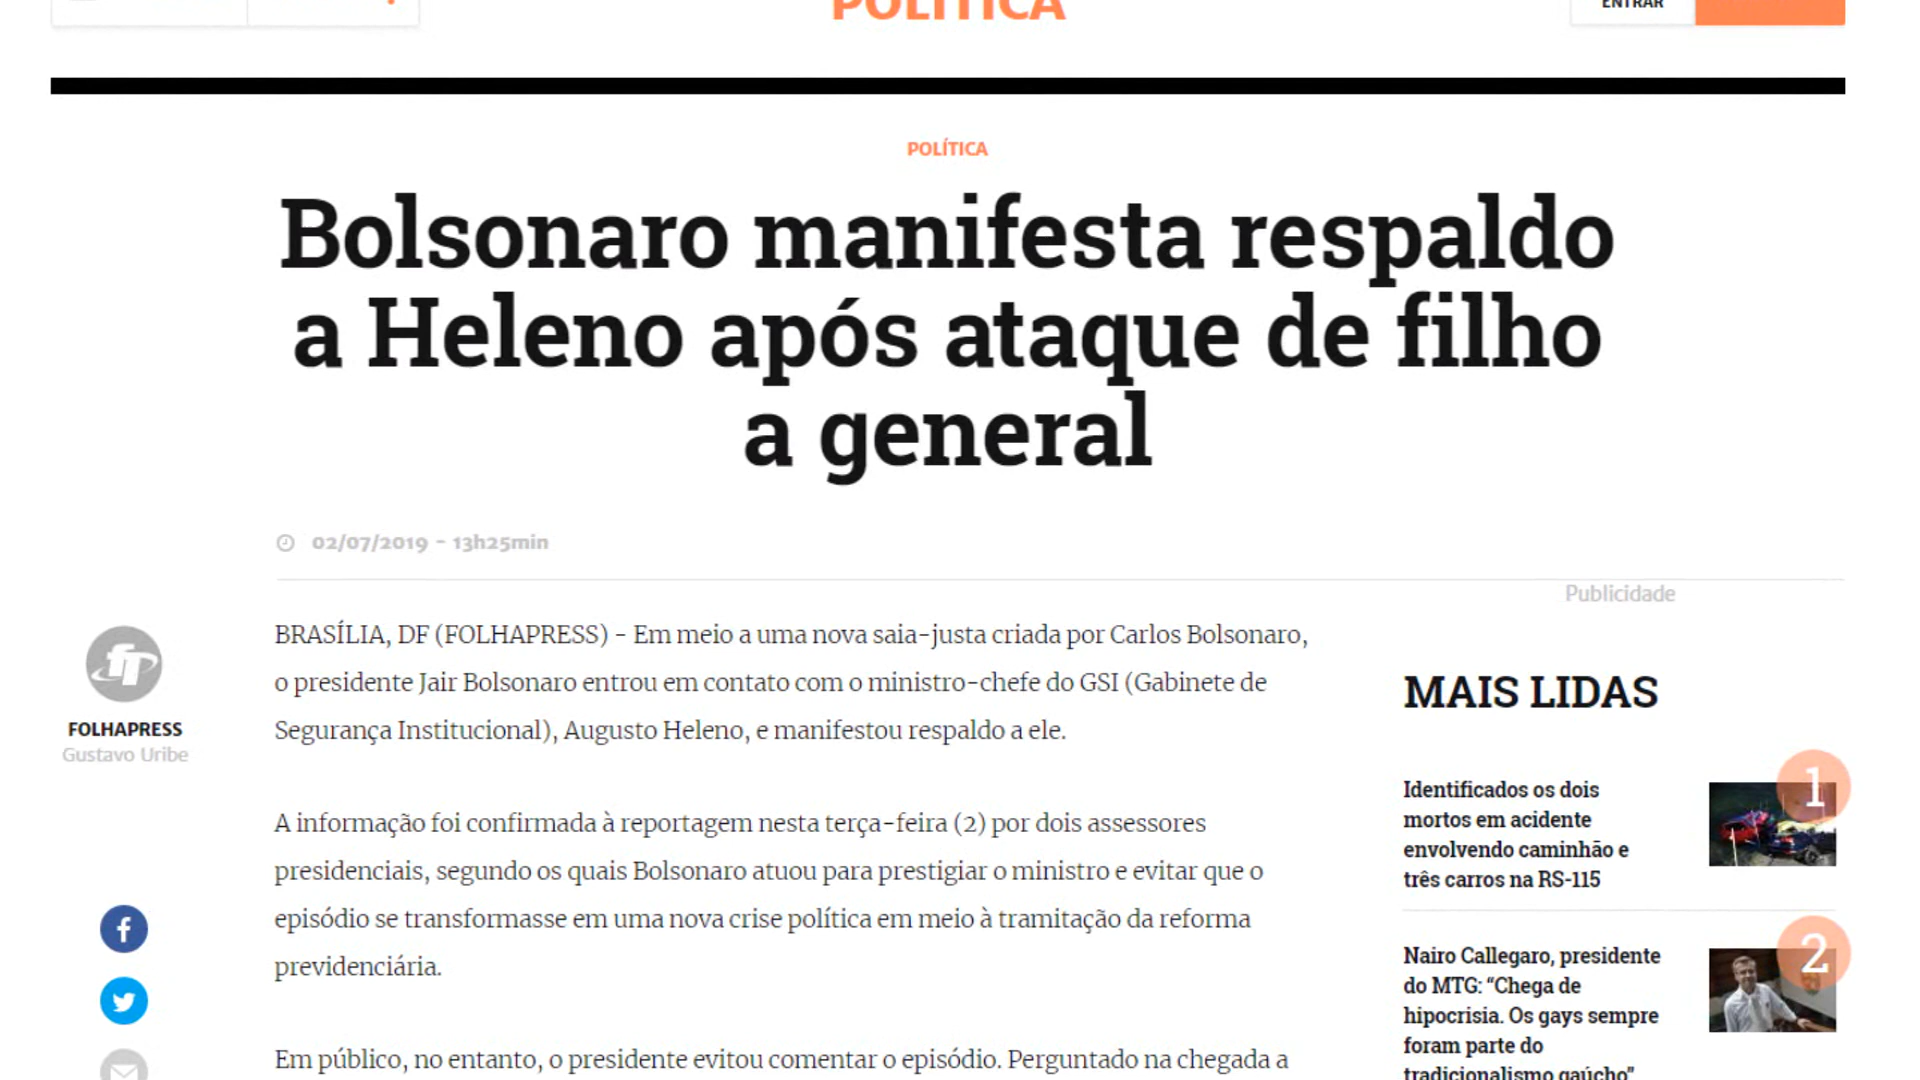 POLÍTICA
ENTRAR
POLÍTICA
Bolsonaro manifesta respaldo
a Heleno após ataque de filho
a general
02/07/2019 - 13h25min
Publicidade
FOLHAPRESS
Gustavo Uribe
BRASÍLIA, DF (FOLHAPRESS) - Em meio a uma nova saia-justa criada por Carlos Bolsonaro,
o presidente Jair Bolsonaro entrou em contato com o ministro-chefe do GSI (Gabinete de
Segurança Institucional), Augusto Heleno, e manifestou respaldo a ele.
A informação foi confirmada à reportagem nesta terça-feira (2) por dois assessores
presidenciais, segundo os quais Bolsonaro atuou para prestigiar o ministro e evitar que o
episódio se transformasse em uma nova crise política em meio à tramitação da reforma
previdenciária.
Em público, no entanto, o presidente evitou comentar o episódio. Perguntado na chegada a
MAIS LIDAS
Identificados os dois
mortos em acidente
envolvendo caminhão e
três carros na RS-115
1
Nairo Callegaro, presidente
do MTG: “Chega de
hipocrisia. Os gays sempre
foram parte do
tradicionalismo gaúcho”
2